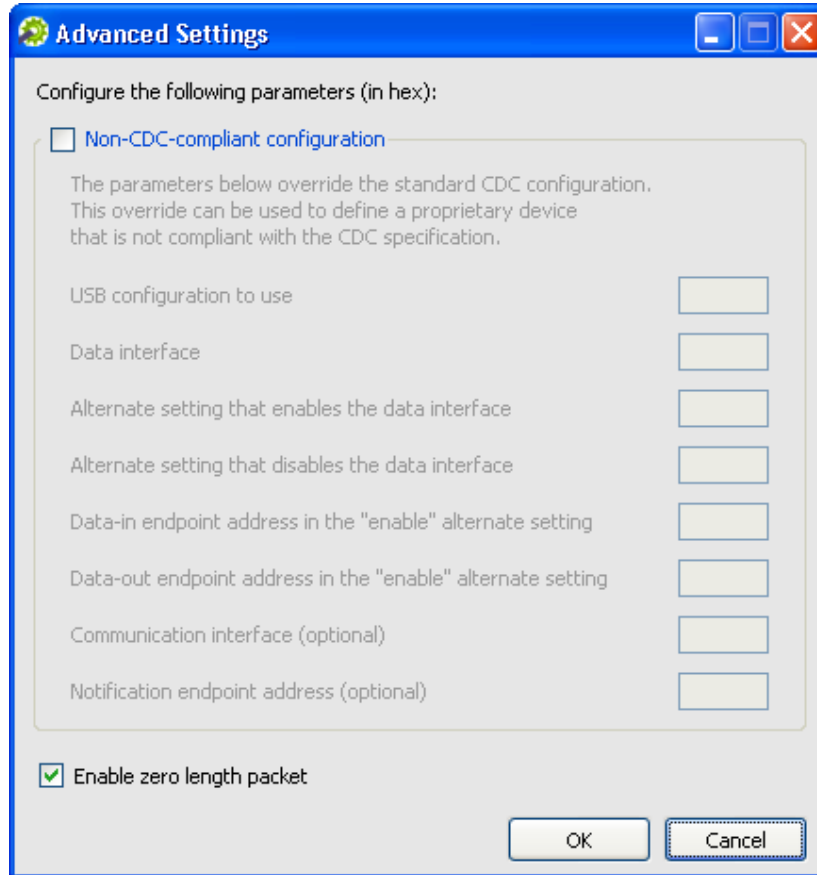 Advanced Settings
Configure the following parameters (in hex):
Non-CDC-compliant configuration
The parameters below override the standard CDC configuration.
This override can be used to define a proprietary device
that is not compliant with the CDC specification.
USB configuration to use
Data interface
Alternate setting that enables the data interface
Alternate setting that disables the data interface
Data-in endpoint address in the "enable" alternate setting
Data-out endpoint address in the "enable" alternate setting
Communication interface (optional)
Notification endpoint address (optional)
Enable zero length packet
OK Cancel